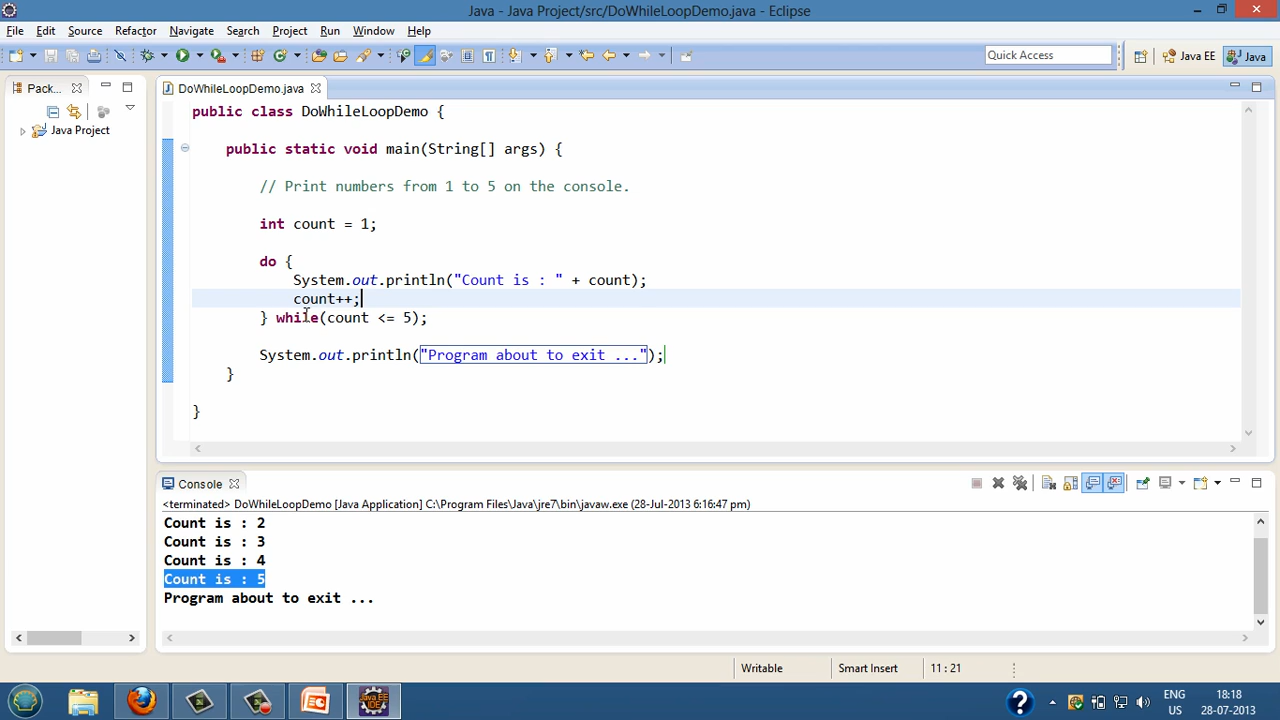 Java - Java Project/src/DoWhileLoopDemo.java - Eclipse
File Edit Source Refactor Navigate Search Project Run Window Help
Quick Access
Java EE
Java
Pack...
DoWhileLoopDemo.java
Java Project
public class DoWhileLoopDemo {
public static void main(String[] args) {
// Print numbers from 1 to 5 on the console.
int count = 1;
do {
System.out.println("Count is : " + count);
count++;
} while(count <= 5);
System.out.println("Program about to exit ...");
}
}
Console
<terminated> DoWhileLoopDemo [Java Application] C:\Program Files\Java\jre7\bin\javaw.exe (28-Jul-2013 6:16:47 pm)
Count is : 2
Count is : 3
Count is : 4
Count is : 5
Program about to exit ...
Writable
Smart Insert
11 : 21
Java EE
IDE
ENG
US
18:18
28-07-2013